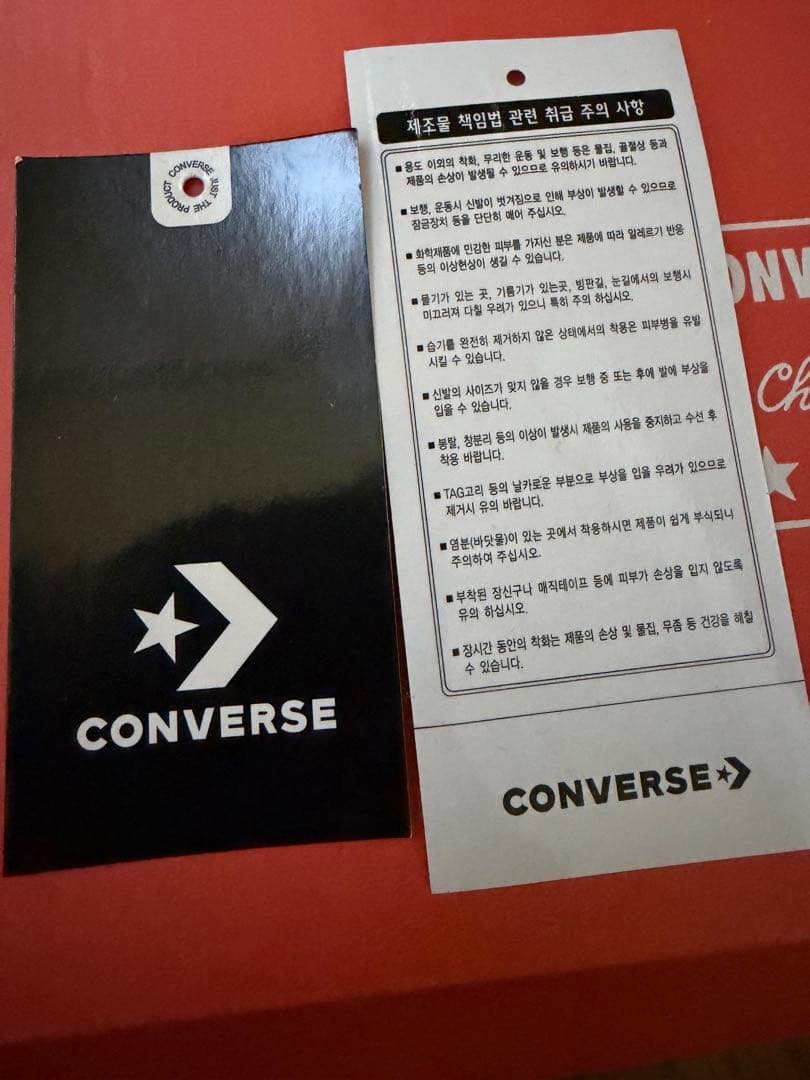 CONVERSE JUST THE PRODUCT
CONVERSE
제조물 책임법 관련 취급 주의 사항
■ 용도 이외의 착화, 무리한 운동 및 보행 등은 물집, 골절상 등과
제품의 손상이 발생될 수 있으므로 유의하시기 바랍니다.
■ 보행, 운동시 신발이 벗겨짐으로 인해 부상이 발생할 수 있으므로
잠금장치 등을 단단히 매어 주십시오.
■ 화학제품에 민감한 피부를 가지신 분은 제품에 따라 알레르기 반응
등의 이상현상이 생길 수 있습니다.
■ 물기가 있는 곳, 기름기가 있는곳, 빙판길, 눈길에서의 보행시
미끄러져 다칠 우려가 있으니 특히 주의 하십시오.
■ 습기를 완전히 제거하지 않은 상태에서의 착용은 피부병을 유발
시킬 수 있습니다.
■ 신발의 사이즈가 맞지 않을 경우 보행 중 또는 후에 발에 부상을
입을 수 있습니다.
■ 봉탈, 창분리 등의 이상이 발생시 제품의 사용을 중지하고 수선 후
착용 바랍니다.
■ TAG고리 등의 날카로운 부분으로 부상을 입을 우려가 있으므로
제거시 유의 바랍니다.
■ 염분(바닷물)이 있는 곳에서 착용하시면 제품이 쉽게 부식되니
주의하여 주십시오.
■ 부착된 장신구나 매직테이프 등에 피부가 손상을 입지 않도록
유의 하십시오.
■ 장시간 동안의 착화는 제품의 손상 및 물집, 무좀 등 건강을 해칠
수 있습니다.
CONVERSE
ONV
Ch